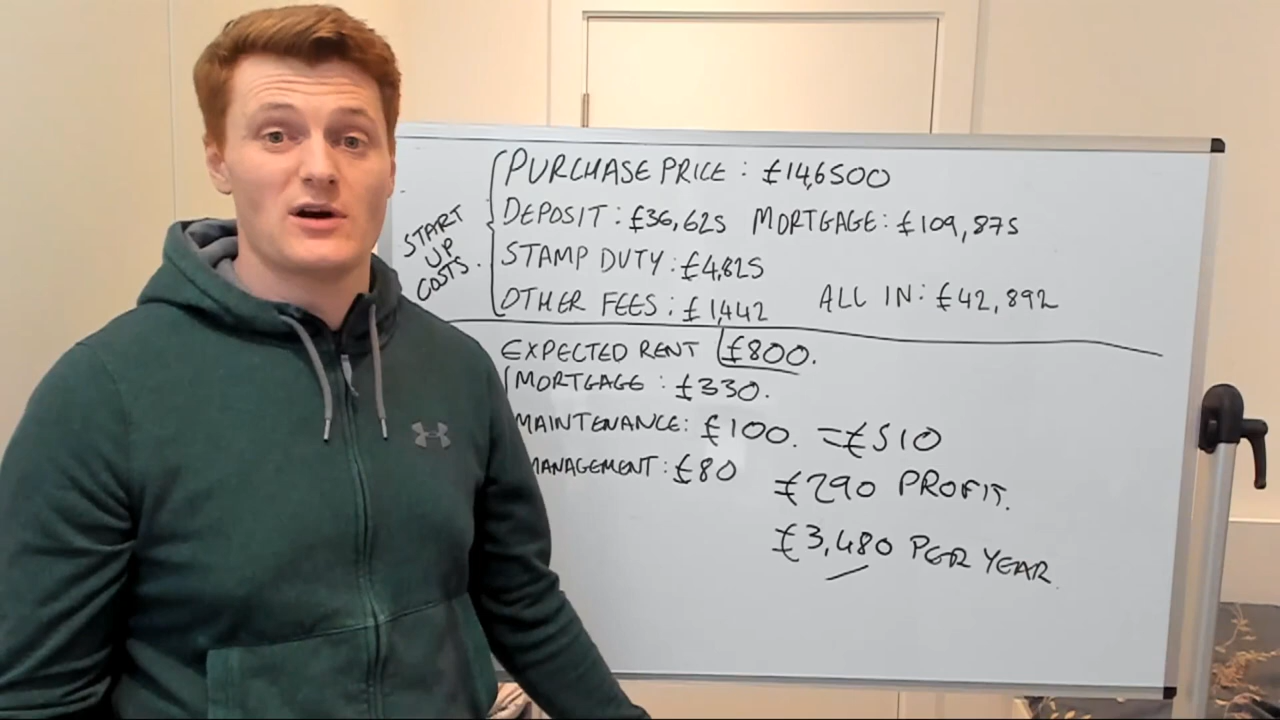 START UP COSTS.
PURCHASE PRICE: £146500
DEPOSIT: £36,625 MORTGAGE: £109,875
STAMP DUTY: £4,825
OTHER FEES: £1,442 ALL IN: £42,892
EXPECTED RENT £800.
MORTGAGE: £330.
MAINTENANCE: £100. = £510
MANAGEMENT: £80
£290 PROFIT.
£3,480 PER YEAR